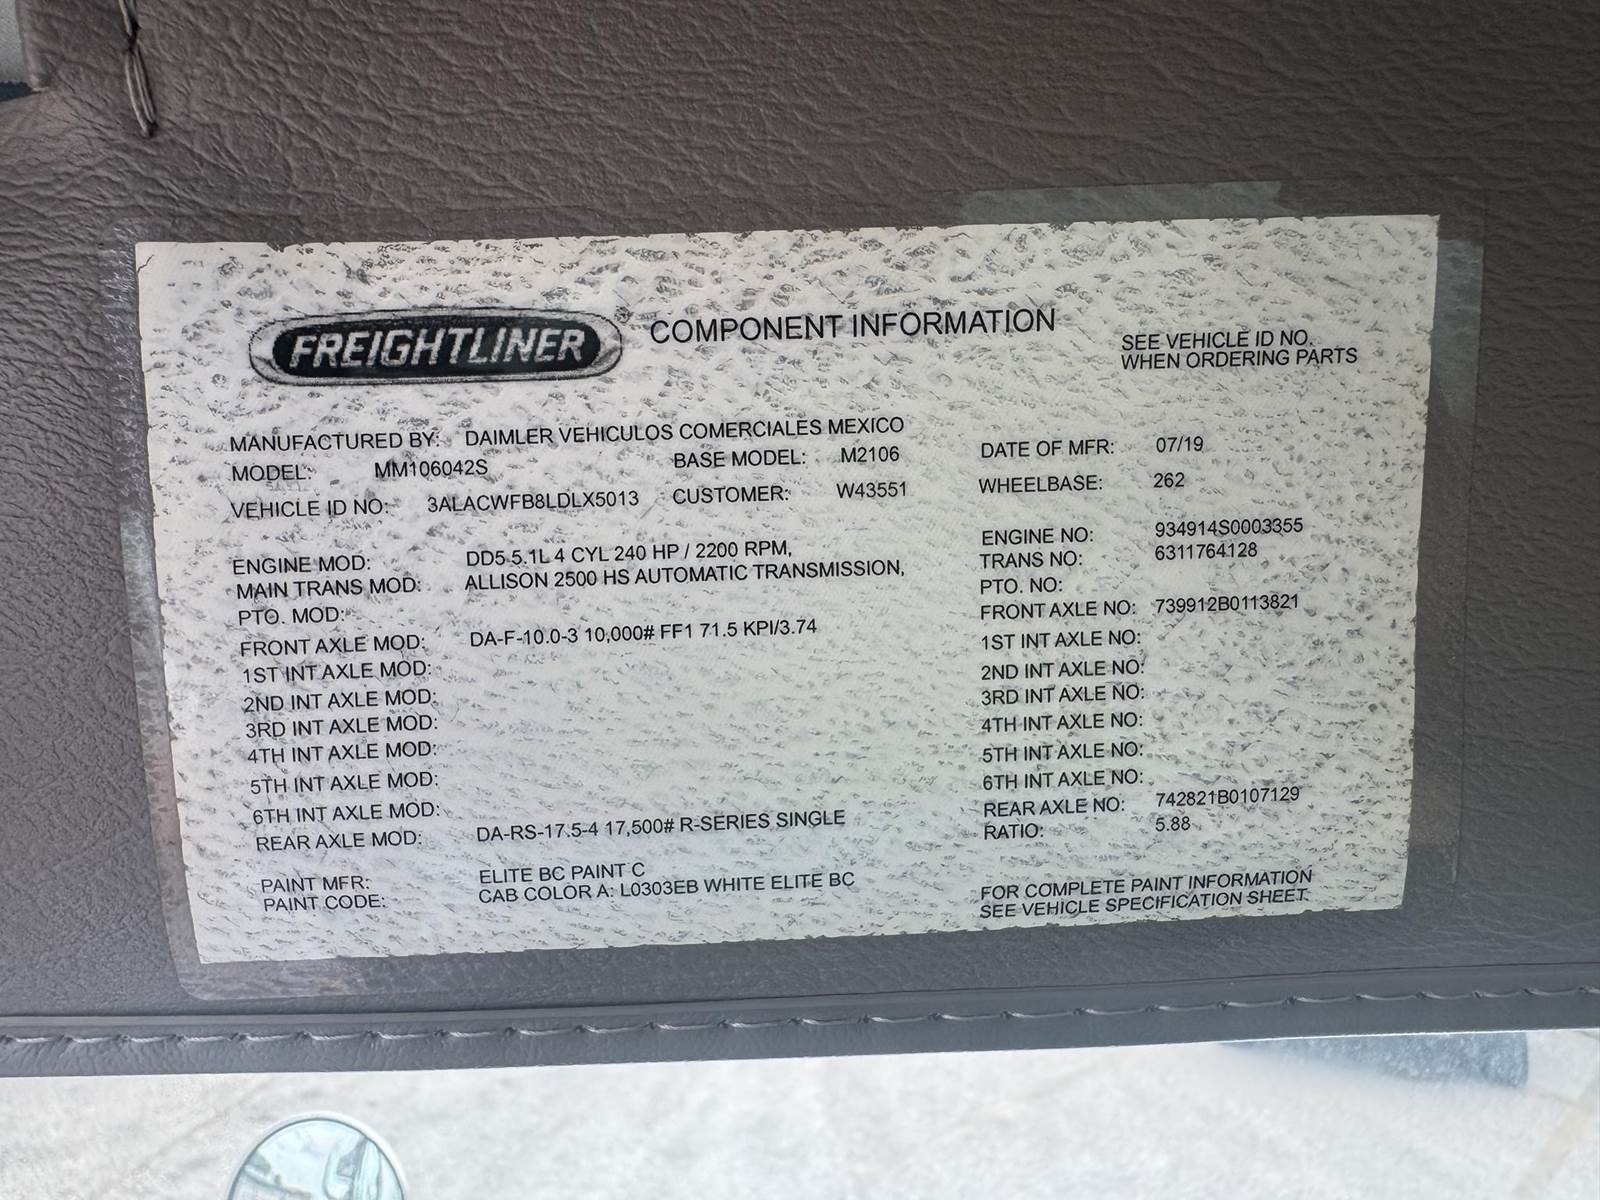 FREIGHTLINER COMPONENT INFORMATION
SEE VEHICLE ID NO.
WHEN ORDERING PARTS
MANUFACTURED BY: DAIMLER VEHICULOS COMERCIALES MEXICO
DATE OF MFR: 07/19
MODEL: MM106042S BASE MODEL: M2106
WHEELBASE: 262
VEHICLE ID NO: 3ALACWFB8LDLX5013 CUSTOMER: W43551
ENGINE MOD: DD5 5.1L 4 CYL 240 HP / 2200 RPM, ENGINE NO: 934914S0003355
MAIN TRANS MOD: ALLISON 2500 HS AUTOMATIC TRANSMISSION, TRANS NO: 6311764128
PTO. MOD: PTO. NO:
FRONT AXLE MOD: DA-F-10.0-3 10,000# FF1 71.5 KPI/3.74 FRONT AXLE NO: 739912B0113821
1ST INT AXLE MOD: 1ST INT AXLE NO:
2ND INT AXLE MOD: 2ND INT AXLE NO:
3RD INT AXLE MOD: 3RD INT AXLE NO:
4TH INT AXLE MOD: 4TH INT AXLE NO:
5TH INT AXLE MOD: 5TH INT AXLE NO:
6TH INT AXLE MOD: 6TH INT AXLE NO:
REAR AXLE MOD: DA-RS-17.5-4 17,500# R-SERIES SINGLE REAR AXLE NO: 742821B0107129
RATIO: 5.88
PAINT MFR: ELITE BC PAINT C
PAINT CODE: CAB COLOR A: L0303EB WHITE ELITE BC
FOR COMPLETE PAINT INFORMATION
SEE VEHICLE SPECIFICATION SHEET.